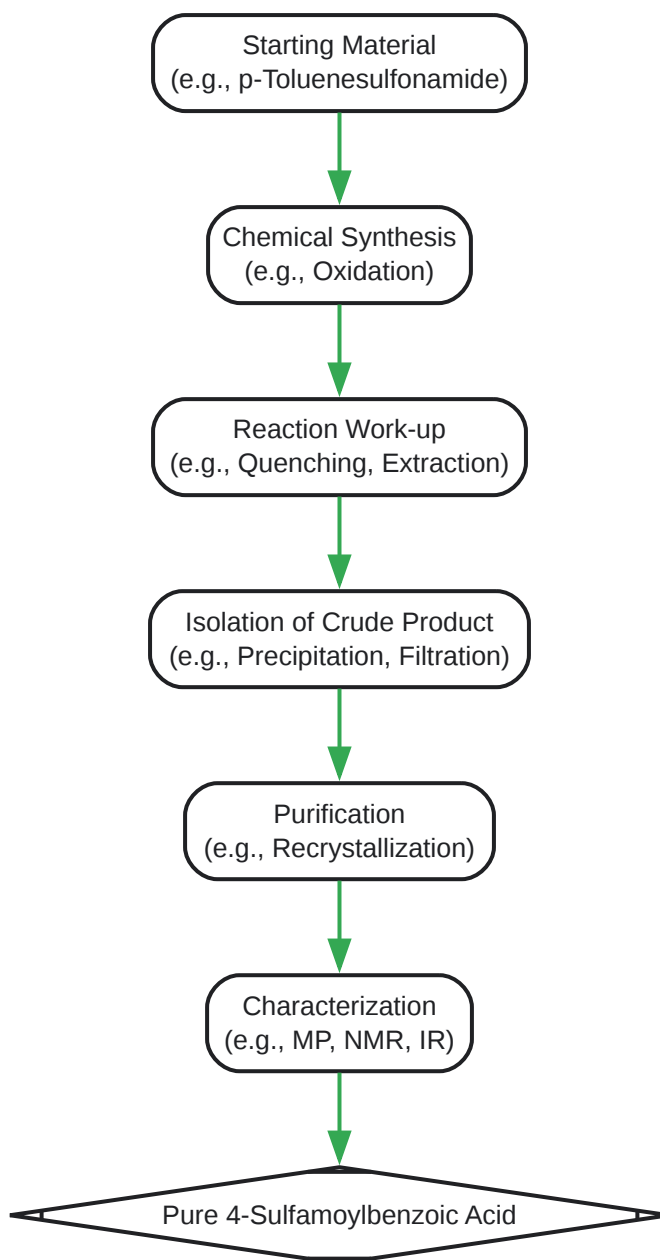 Starting Material
(e.g., p-Toluenesulfonamide)
Chemical Synthesis
(e.g., Oxidation)
Reaction Work-up
(e.g., Quenching, Extraction)
Isolation of Crude Product
(e.g., Precipitation, Filtration)
Purification
(e.g., Recrystallization)
Characterization
(e.g., MP, NMR, IR)
Pure 4-Sulfamoylbenzoic Acid